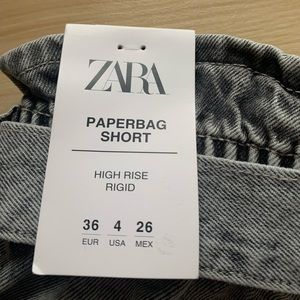 ZARA
PAPERBAG
SHORT
HIGH RISE
RIGID
36 4 26
EUR USA MEX